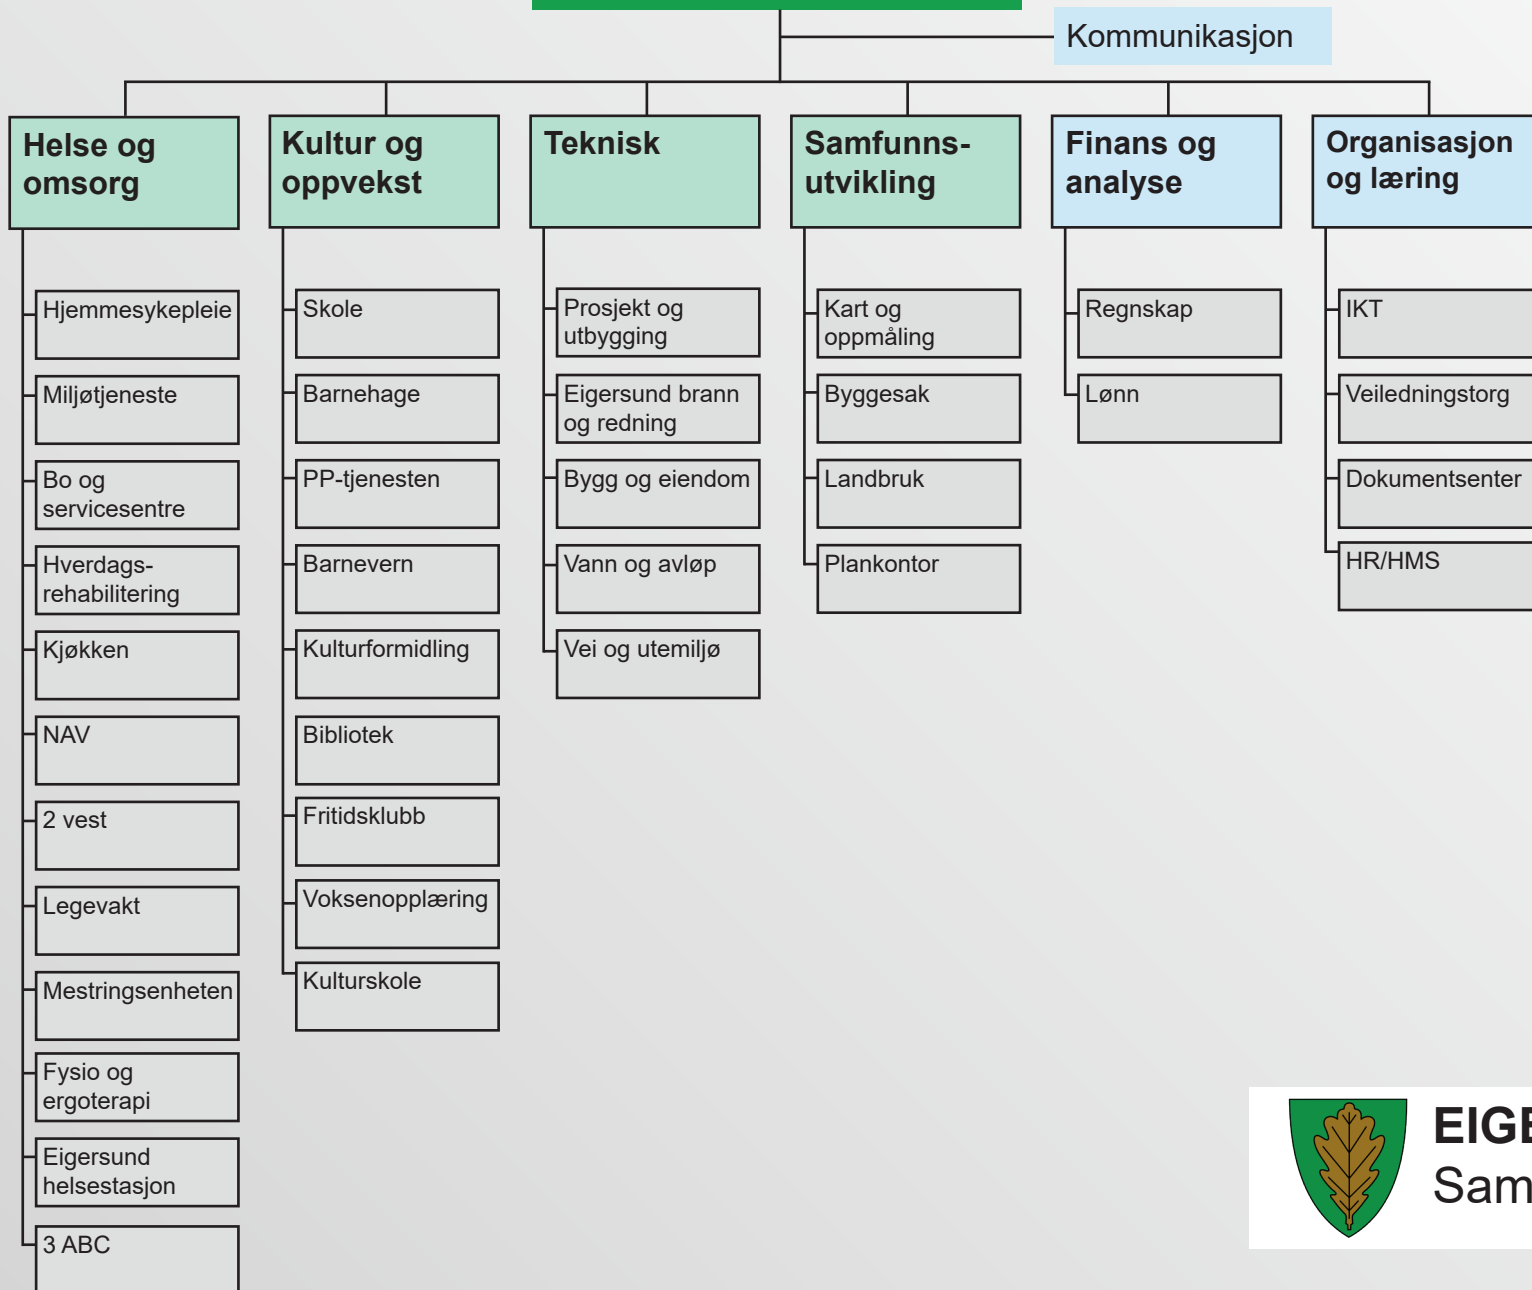 Kommunikasjon
Helse og
omsorg
Hjemmesykepleie
Miljøtjeneste
Bo og
servicesentre
Hverdags-
rehabilitering
Kjøkken
NAV
2 vest
Legevakt
Mestringsenheten
Fysio og
ergoterapi
Eigersund
helsestasjon
3 ABC
Kultur og
oppvekst
Skole
Barnehage
PP-tjenesten
Barnevern
Kulturformidling
Bibliotek
Fritidsklubb
Voksenopplæring
Kulturskole
Teknisk
Prosjekt og
utbygging
Eigersund brann
og redning
Bygg og eiendom
Vann og avløp
Vei og utemiljø
Samfunns-
utvikling
Kart og
oppmåling
Byggesak
Landbruk
Plankontor
Finans og
analyse
Regnskap
Lønn
Organisasjon
og læring
IKT
Veiledningstorg
Dokumentsenter
HR/HMS